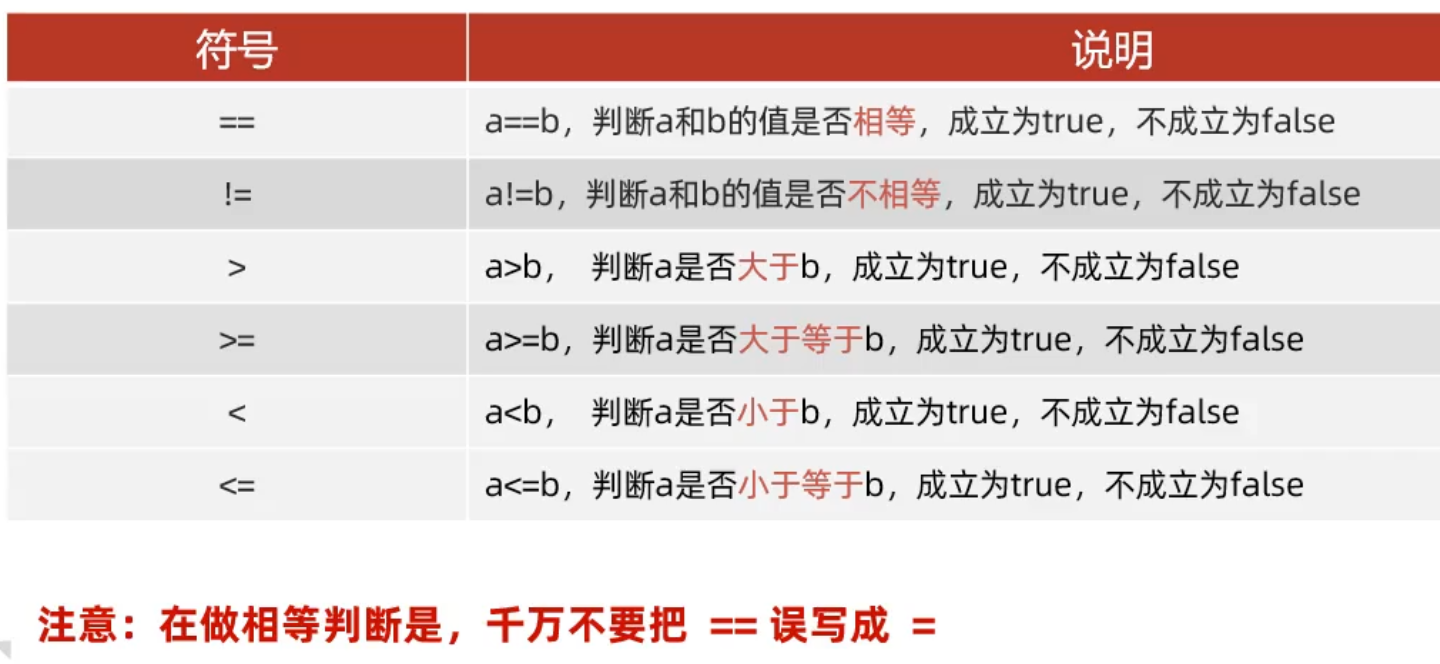 符号 说明
== a==b，判断a和b的值是否相等，成立为true，不成立为false
!= a!=b，判断a和b的值是否不相等，成立为true，不成立为false
> a>b， 判断a是否大于b，成立为true，不成立为false
>= a>=b，判断a是否大于等于b，成立为true，不成立为false
< a<b， 判断a是否小于b，成立为true，不成立为false
<= a<=b，判断a是否小于等于b，成立为true，不成立为false
注意：在做相等判断是，千万不要把 == 误写成 =